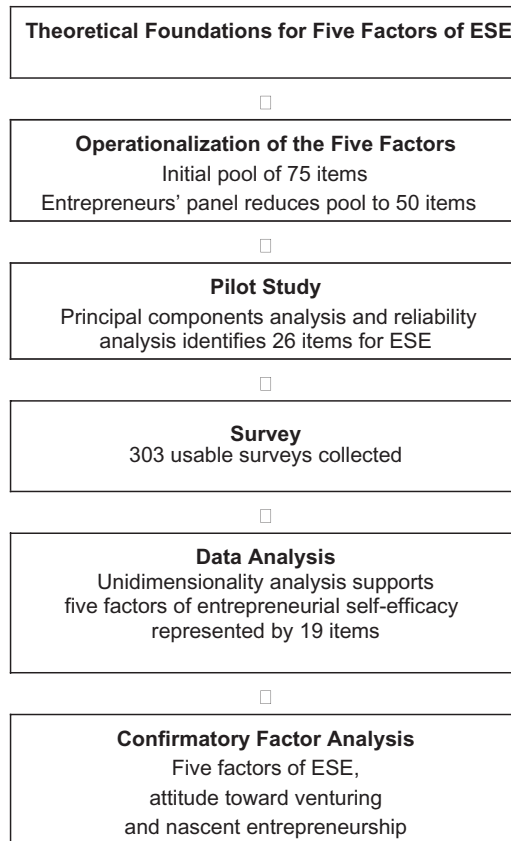 Theoretical Foundations for Five Factors of ESE
Operationalization of the Five Factors
Initial pool of 75 items
Entrepreneurs’ panel reduces pool to 50 items
Pilot Study
Principal components analysis and reliability
analysis identifies 26 items for ESE
Survey
303 usable surveys collected
Data Analysis
Unidimensionality analysis supports
five factors of entrepreneurial self-efficacy
represented by 19 items
Confirmatory Factor Analysis
Five factors of ESE,
attitude toward venturing
and nascent entrepreneurship